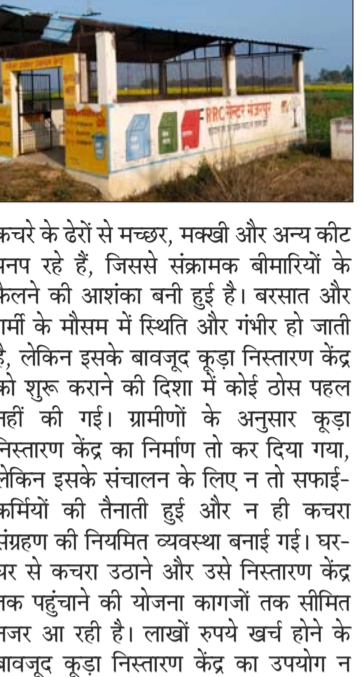 RRC सेन्टर मंजरपुर
कचरे के ढेरों से मच्छर, मक्खी और अन्य कीट
पनप रहे हैं, जिससे संक्रामक बीमारियों के
फैलने की आशंका बनी हुई है। बरसात और
गर्मी के मौसम में स्थिति और गंभीर हो जाती
है, लेकिन इसके बावजूद कूड़ा निस्तारण केंद्र
को शुरू कराने की दिशा में कोई ठोस पहल
नहीं की गई। ग्रामीणों के अनुसार कूड़ा
निस्तारण केंद्र का निर्माण तो कर दिया गया,
लेकिन इसके संचालन के लिए न तो सफाई-
कर्मियों की तैनाती हुई और न ही कचरा
संग्रहण की नियमित व्यवस्था बनाई गई। घर-
घर से कचरा उठाने और उसे निस्तारण केंद्र
तक पहुंचाने की योजना कागजों तक सीमित
नजर आ रही है। लाखों रुपये खर्च होने के
बावजूद कूड़ा निस्तारण केंद्र का उपयोग न